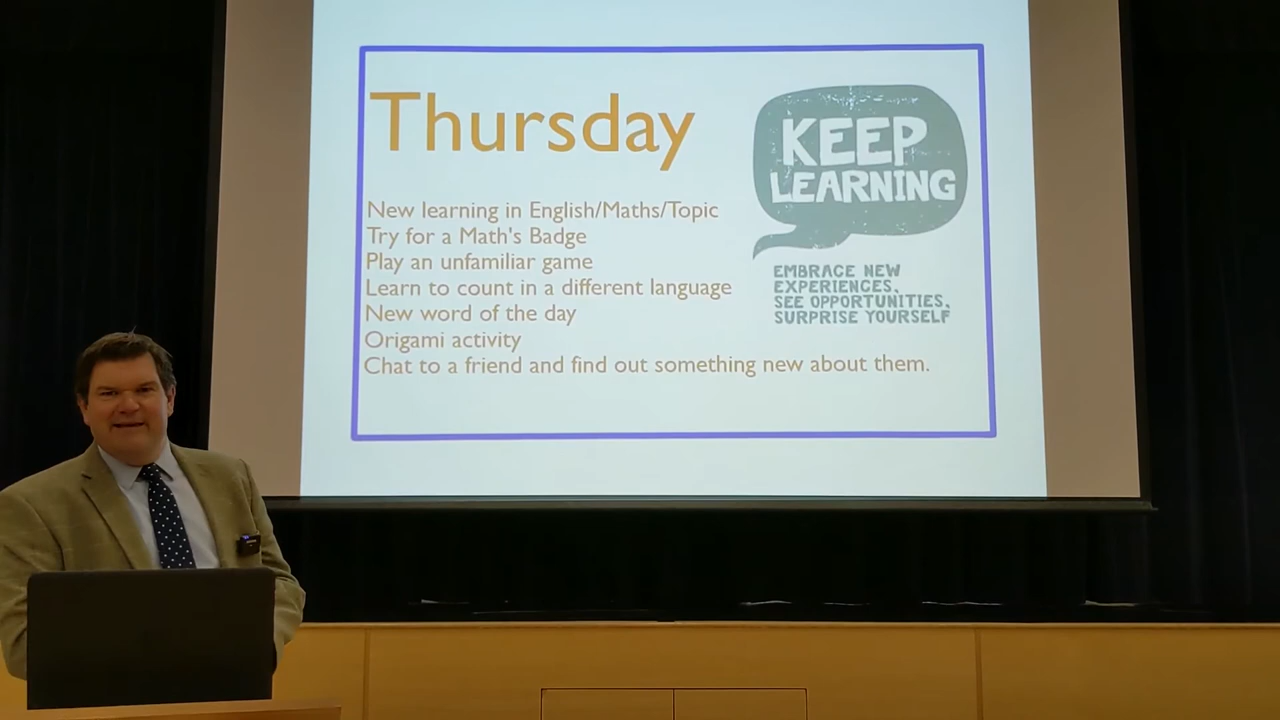 Thursday
New learning in English/Maths/Topic
Try for a Math's Badge
Play an unfamiliar game
Learn to count in a different language
New word of the day
Origami activity
Chat to a friend and find out something new about them.
KEEP
LEARNING
EMBRACE NEW
EXPERIENCES,
SEE OPPORTUNITIES,
SURPRISE YOURSELF